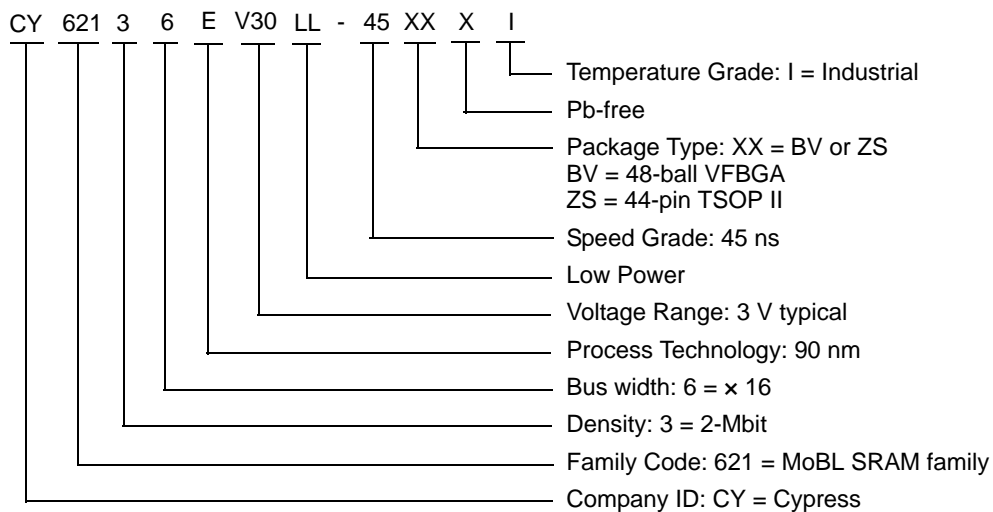 CY 621 3 6 E V30 LL - 45 XX X I
Temperature Grade: I = Industrial
Pb-free
Package Type: XX = BV or ZS
BV = 48-ball VFBGA
ZS = 44-pin TSOP II
Speed Grade: 45 ns
Low Power
Voltage Range: 3 V typical
Process Technology: 90 nm
Bus width: 6 = × 16
Density: 3 = 2-Mbit
Family Code: 621 = MoBL SRAM family
Company ID: CY = Cypress